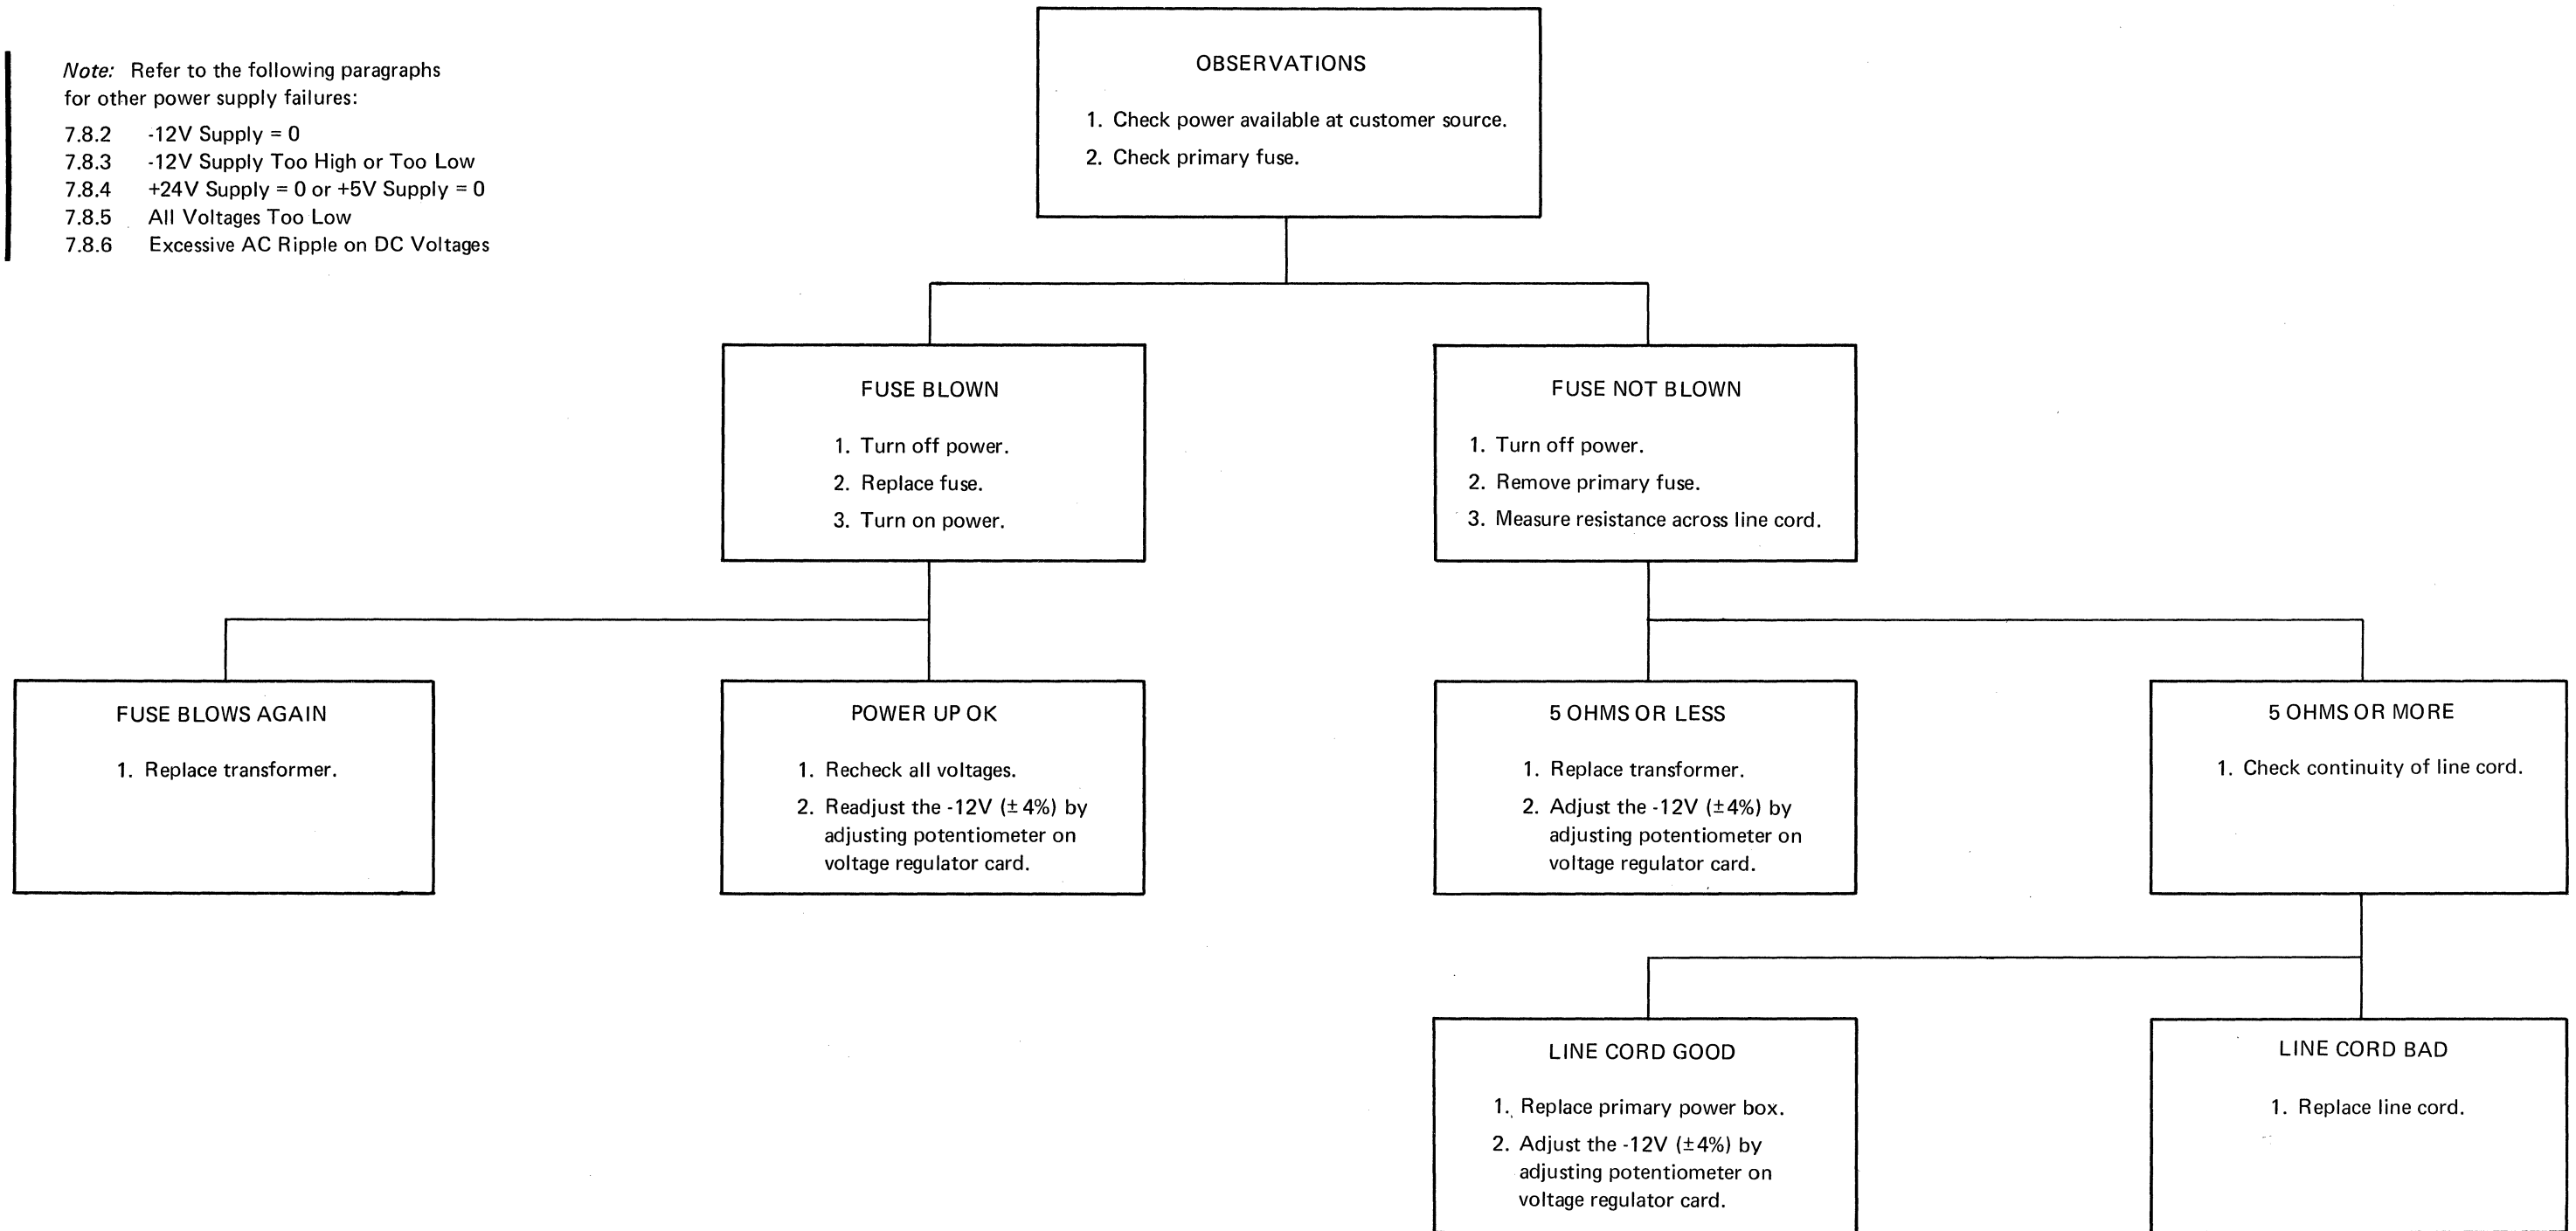 Note: Refer to the following paragraphs
for other power supply failures:
7.8.2 -12V Supply = 0
7.8.3 -12V Supply Too High or Too Low
7.8.4 +24V Supply = 0 or +5V Supply = 0
7.8.5 All Voltages Too Low
7.8.6 Excessive AC Ripple on DC Voltages
OBSERVATIONS
1. Check power available at customer source.
2. Check primary fuse.
FUSE BLOWN
1. Turn off power.
2. Replace fuse.
3. Turn on power.
FUSE NOT BLOWN
1. Turn off power.
2. Remove primary fuse.
3. Measure resistance across line cord.
FUSE BLOWS AGAIN
1. Replace transformer.
POWER UP OK
1. Recheck all voltages.
2. Readjust the -12V (±4%) by
adjusting potentiometer on
voltage regulator card.
5 OHMS OR LESS
1. Replace transformer.
2. Adjust the -12V (±4%) by
adjusting potentiometer on
voltage regulator card.
5 OHMS OR MORE
1. Check continuity of line cord.
LINE CORD GOOD
1. Replace primary power box.
2. Adjust the -12V (±4%) by
adjusting potentiometer on
voltage regulator card.
LINE CORD BAD
1. Replace line cord.